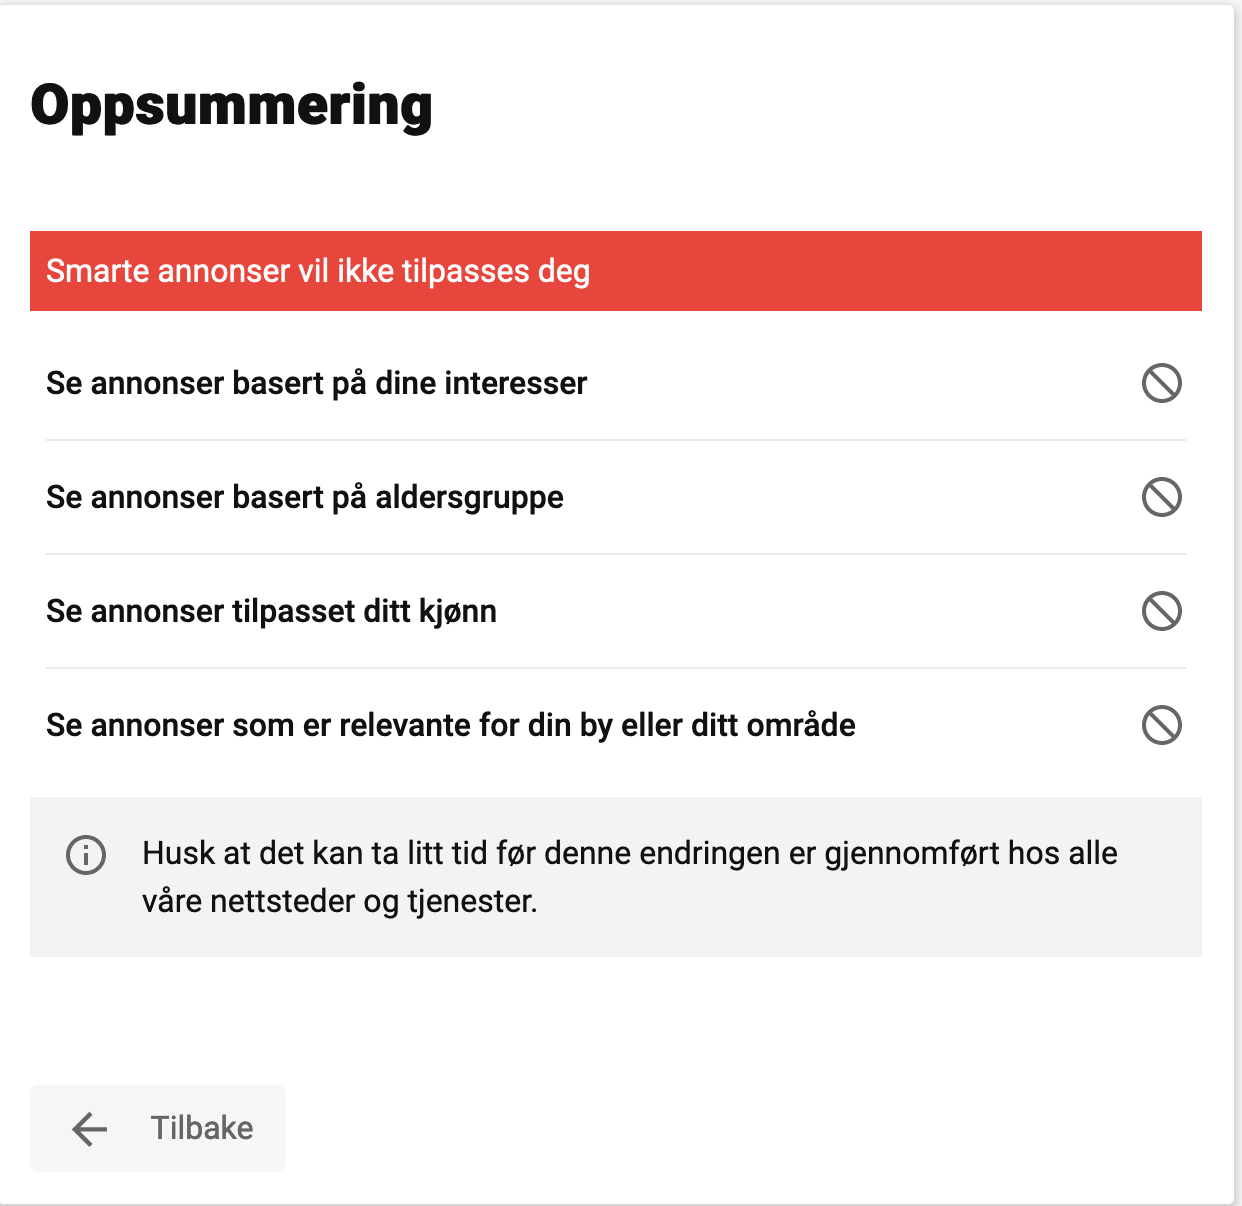 Oppsummering
Smarte annonser vil ikke tilpasses deg
Se annonser basert på dine interesser
Se annonser basert på aldersgruppe
Se annonser tilpasset ditt kjønn
Se annonser som er relevante for din by eller ditt område
Husk at det kan ta litt tid før denne endringen er gjennomført hos alle
våre nettsteder og tjenester.
Tilbake